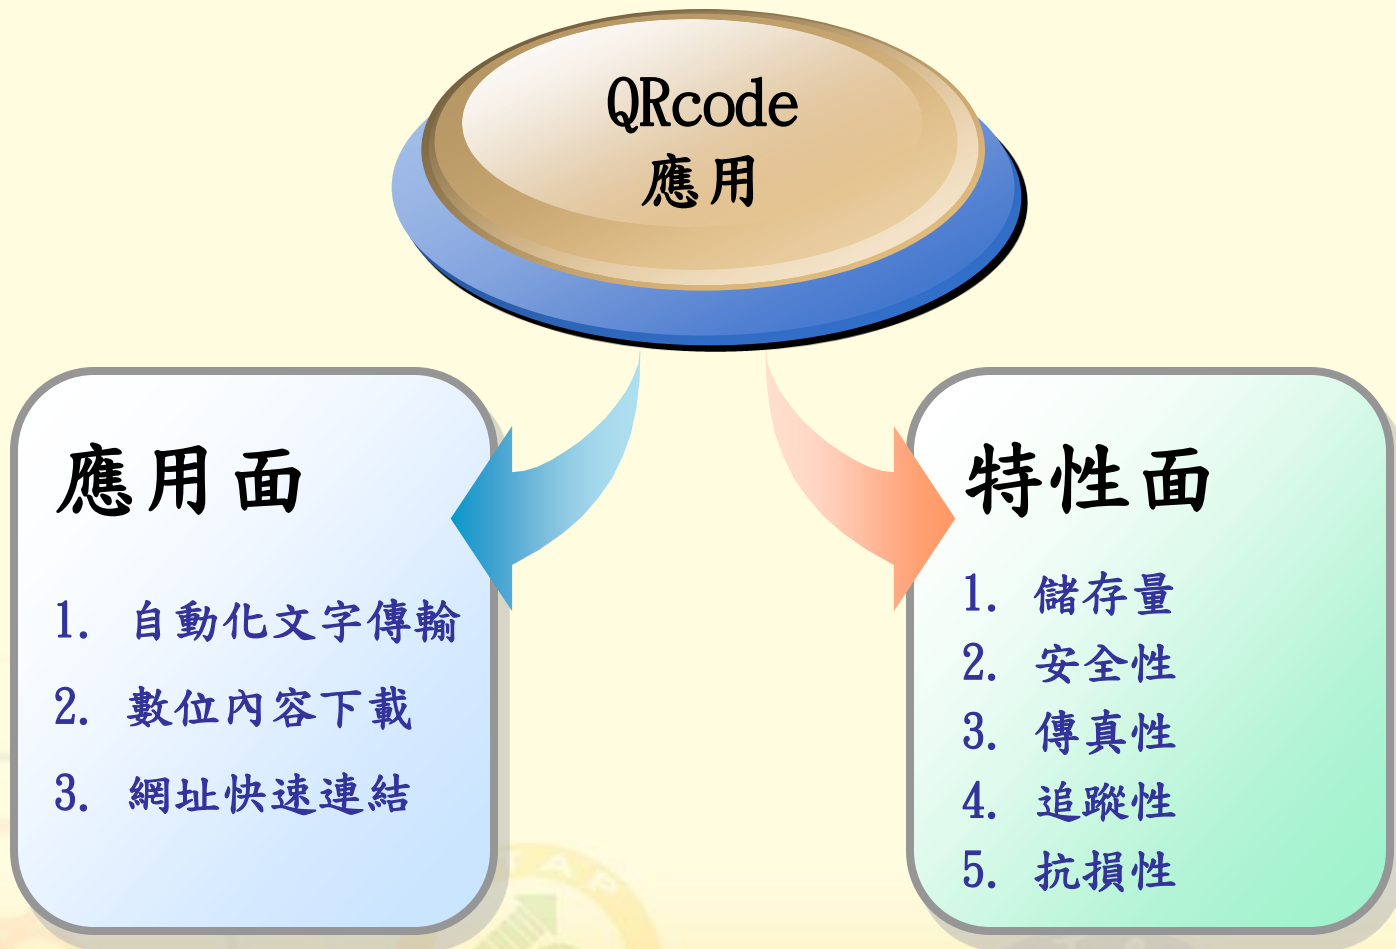 QRcode
應用
應用面
1. 自動化文字傳輸
2. 數位內容下載
3. 網址快速連結
特性面
1. 儲存量
2. 安全性
3. 傳真性
4. 追蹤性
5. 抗損性